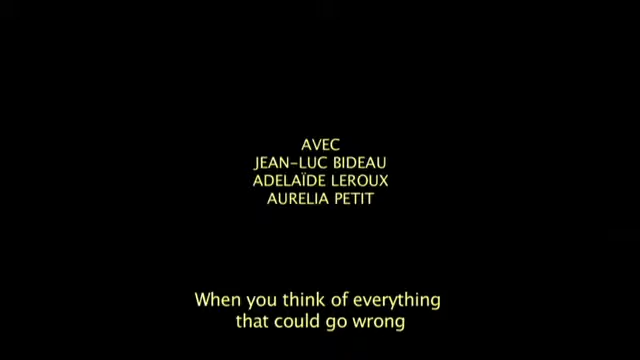 AVEC
JEAN-LUC BIDEAU
ADELAÏDE LEROUX
AURELIA PETIT
When you think of everything
that could go wrong